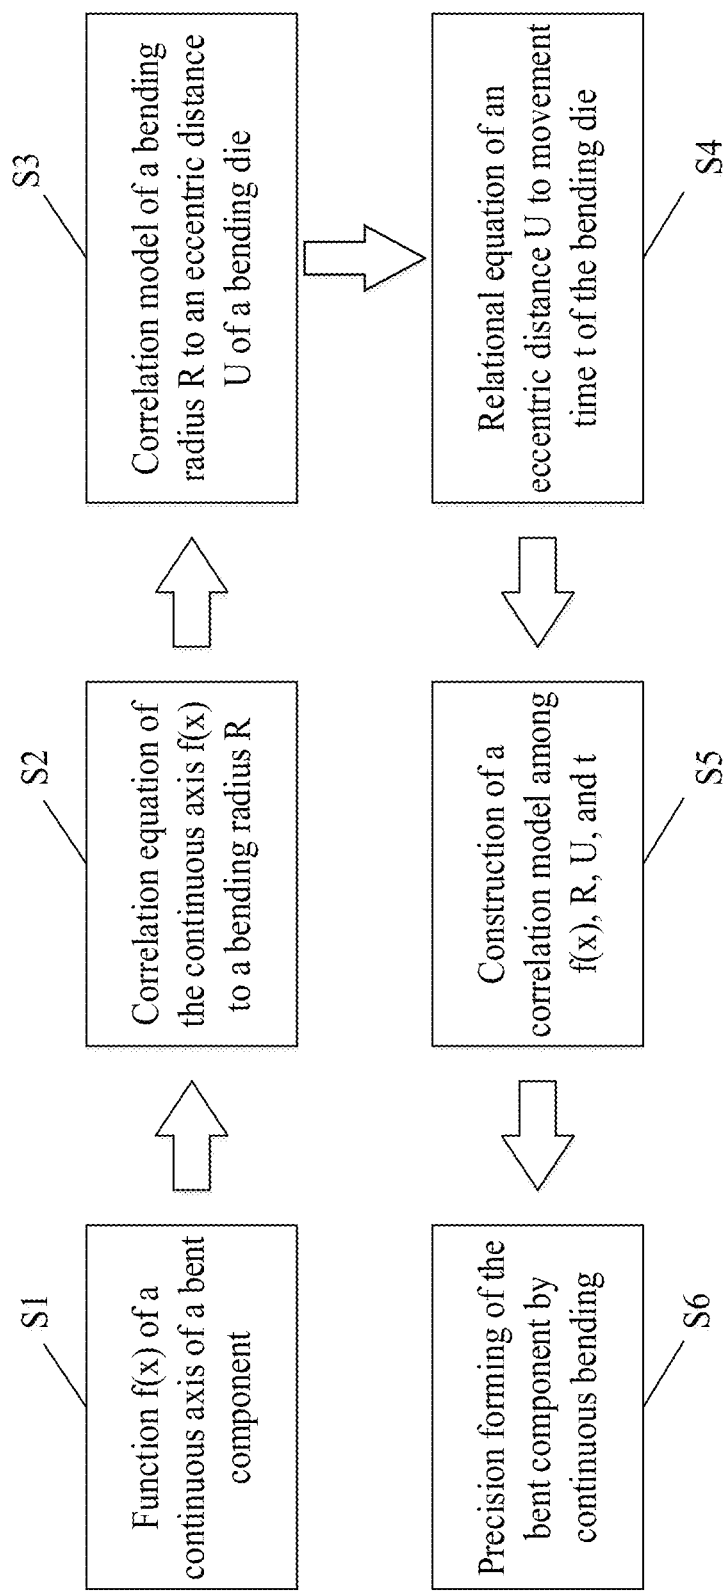 S1
Function f(x) of a
continuous axis of a bent
component
S2
Correlation equation of
the continuous axis f(x)
to a bending radius R
S3
Correlation model of a bending
radius R to an eccentric distance
U of a bending die
Relational equation of an
eccentric distance U to movement
time t of the bending die
S4
Construction of a
correlation model among
f(x), R, U, and t
S5
Precision forming of the
bent component by
continuous bending
S6